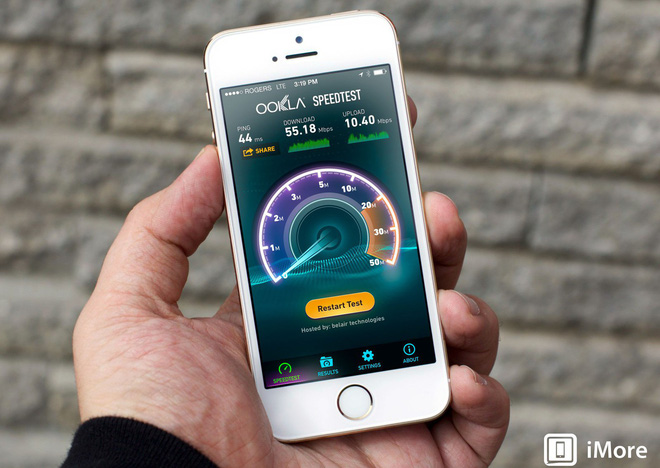 ROGERS LTE 3:19 PM
OOKLA SPEEDTEST
PING
44 ms
DOWNLOAD
55.18 Mbps
UPLOAD
10.40 Mbps
SHARE
0
1M
2M
3M
5M
10M
20M
30M
50M
Restart Test
Hosted by: belair technologies
SPEEDTEST
RESULTS
SETTINGS
ABOUT
iMore